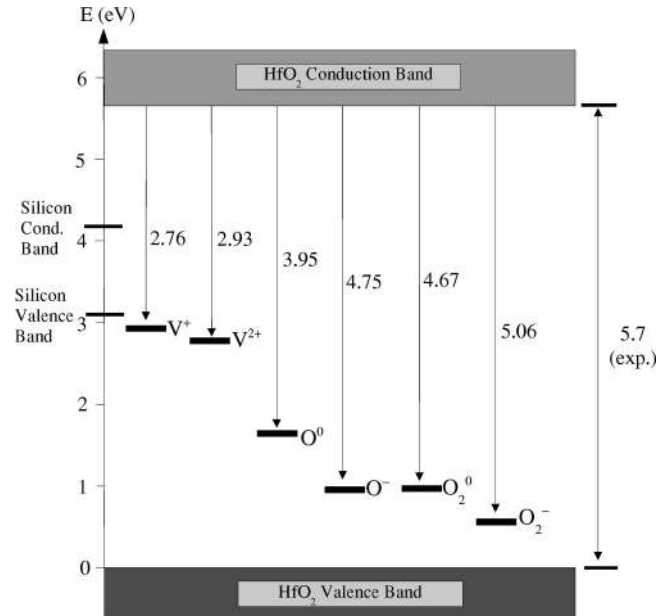 E (eV)
HfO₂ Conduction Band
6
5
Silicon
Cond.
Band
4
2.76
2.93
3.95
4.75
4.67
5.06
5.7
(exp.)
Silicon
Valence
Band
3
V⁺
V²⁺
2
O⁰
1
O⁻
O₂⁰
O₂⁻
0
HfO₂ Valence Band